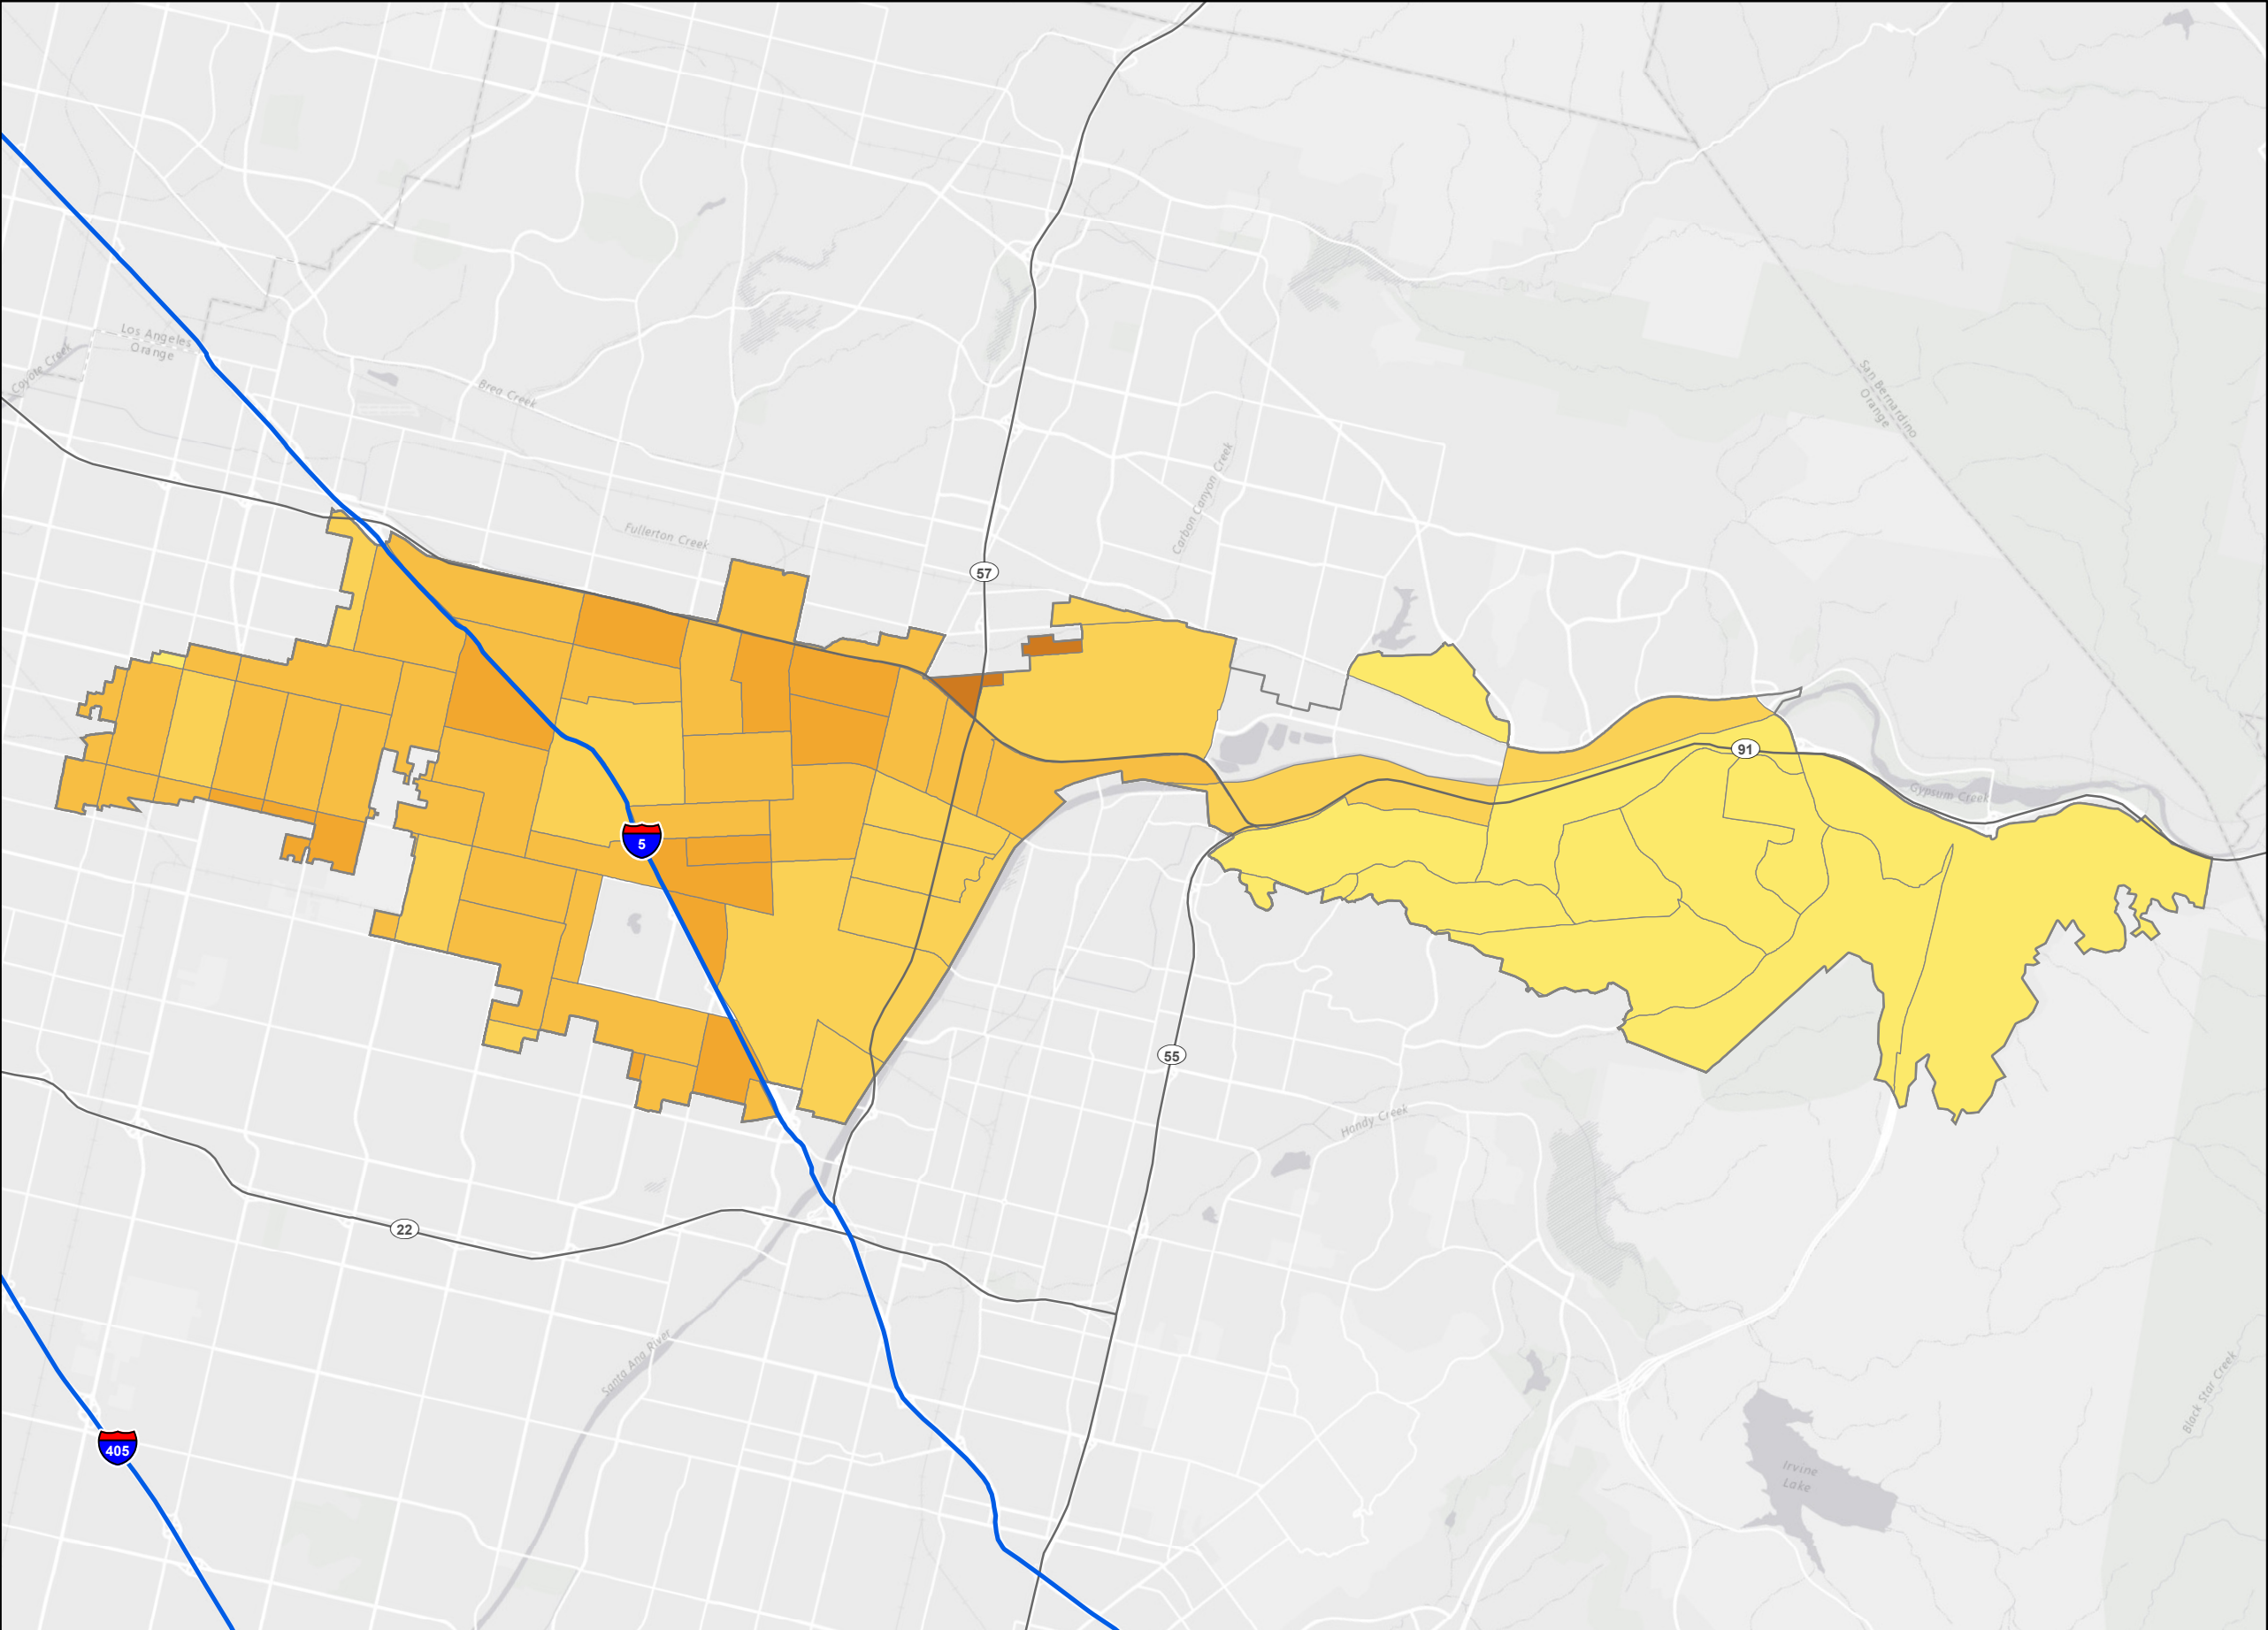 Los Angeles
Orange
Coyote Creek
Brea Creek
San Bernardino
Orange
Carbon Canyon Creek
Fullerton Creek
57
91
Gypsum Creek
5
55
Handy Creek
22
Santa Ana River
Black Star Creek
405
Irvine
Lake